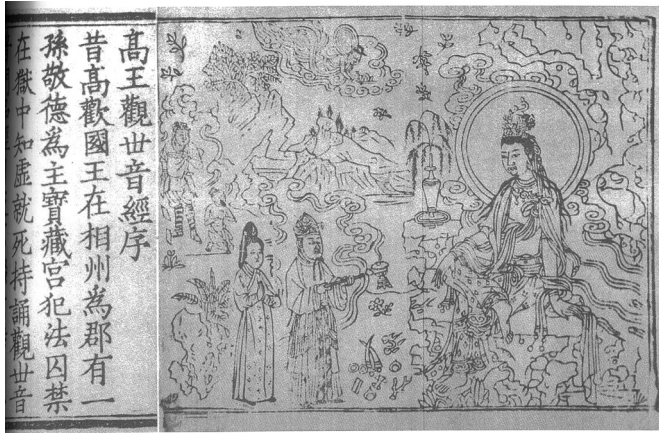 高王觀世音經序
昔高歡國王在相州為郡有一
孫敬德為主寶藏官犯法囚禁
在獄中知虛就死持誦觀世音